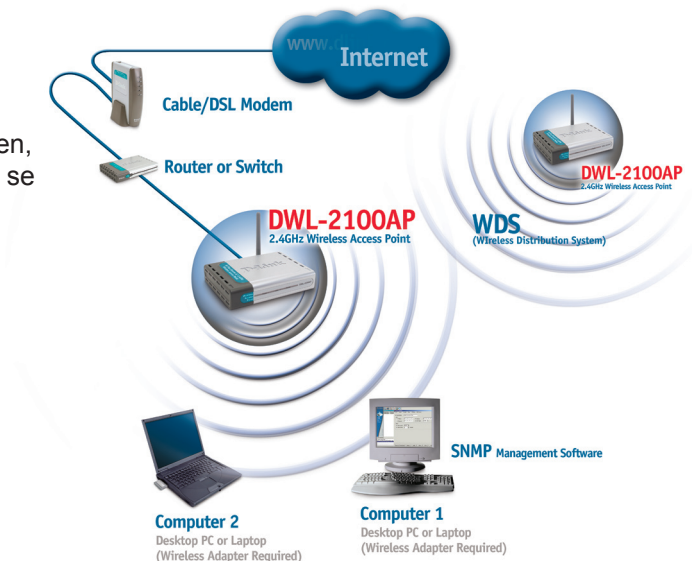 www.d
Internet
Cable/DSL Modem
en,
se
Router or Switch
DWL-2100AP
2.4GHz Wireless Access Point
DWL-2100AP
2.4GHz Wireless Access Point
WDS
(WIreless Distribution System)
D-Link
SNMP Management Software
Computer 2
Desktop PC or Laptop
(Wireless Adapter Required)
Computer 1
Desktop PC or Laptop
(Wireless Adapter Required)